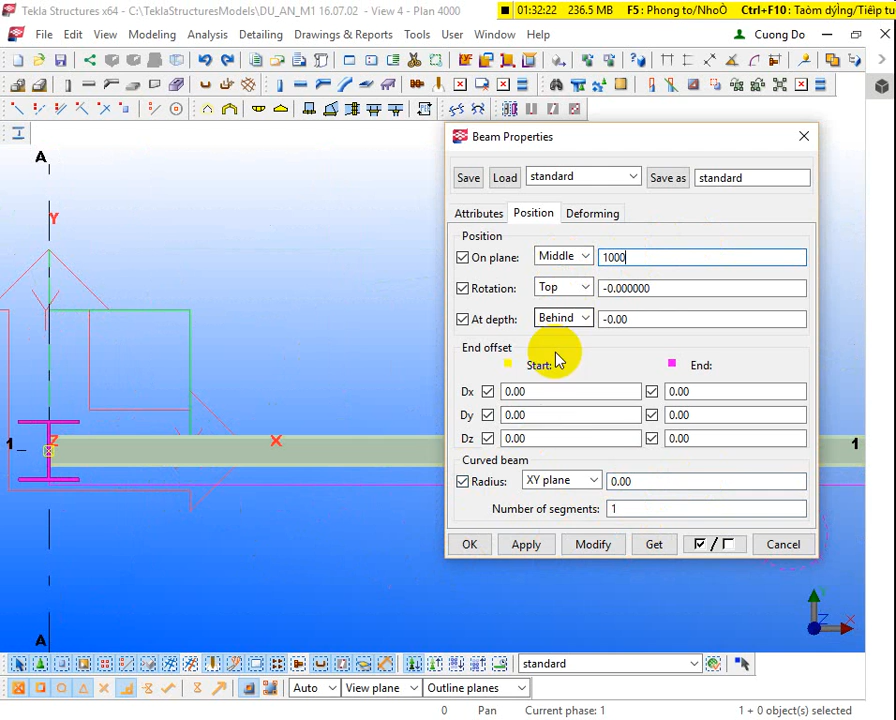 Tekla Structures x64 - C:\TeklaStructuresModels\DU_AN_M1 16.07.02 - View 4 - Plan 4000
01:32:22 236.5 MB F5 : Phong to/NhoÒ
Ctrl+F10 : Taòm dýÌng/Tiêìp tu
File Edit View Modeling Analysis Detailing Drawings & Reports Tools User Window Help Cuong Do
A
Y
1
Z
X
1
A
Beam Properties
Save Load standard Save as standard
Attributes Position Deforming
Position
On plane: Middle 1000
Rotation: Top -0.000000
At depth: Behind -0.00
End offset
Start: End:
Dx 0.00 0.00
Dy 0.00 0.00
Dz 0.00 0.00
Curved beam
Radius: XY plane 0.00
Number of segments: 1
OK Apply Modify Get / Cancel
Z
X
standard
Auto View plane Outline planes
0 Pan Current phase: 1 1 + 0 object(s) selected